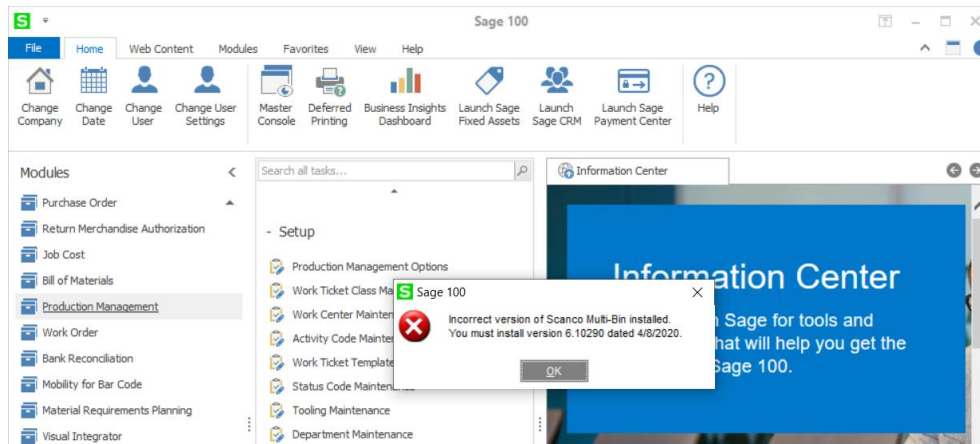 S
Sage 100
File Home Web Content Modules Favorites View Help
Change Company
Change Date
Change User
Change User Settings
Master Console
Deferred Printing
Business Insights Dashboard
Launch Sage Fixed Assets
Launch Sage CRM
Launch Sage Payment Center
Help
Modules
Purchase Order
Return Merchandise Authorization
Job Cost
Bill of Materials
Production Management
Work Order
Bank Reconciliation
Mobility for Bar Code
Material Requirements Planning
Visual Integrator
Search all tasks...
- Setup
Production Management Options
Work Ticket Class Ma
Work Center Mainten
Activity Code Mainte
Work Ticket Template
Status Code Maintenance
Tooling Maintenance
Department Maintenance
S Sage 100
Incorrect version of Scanco Multi-Bin installed.
You must install version 6.10290 dated 4/8/2020.
OK
Information Center
Information Center
Sage for tools and
hat will help you get the
Sage 100.